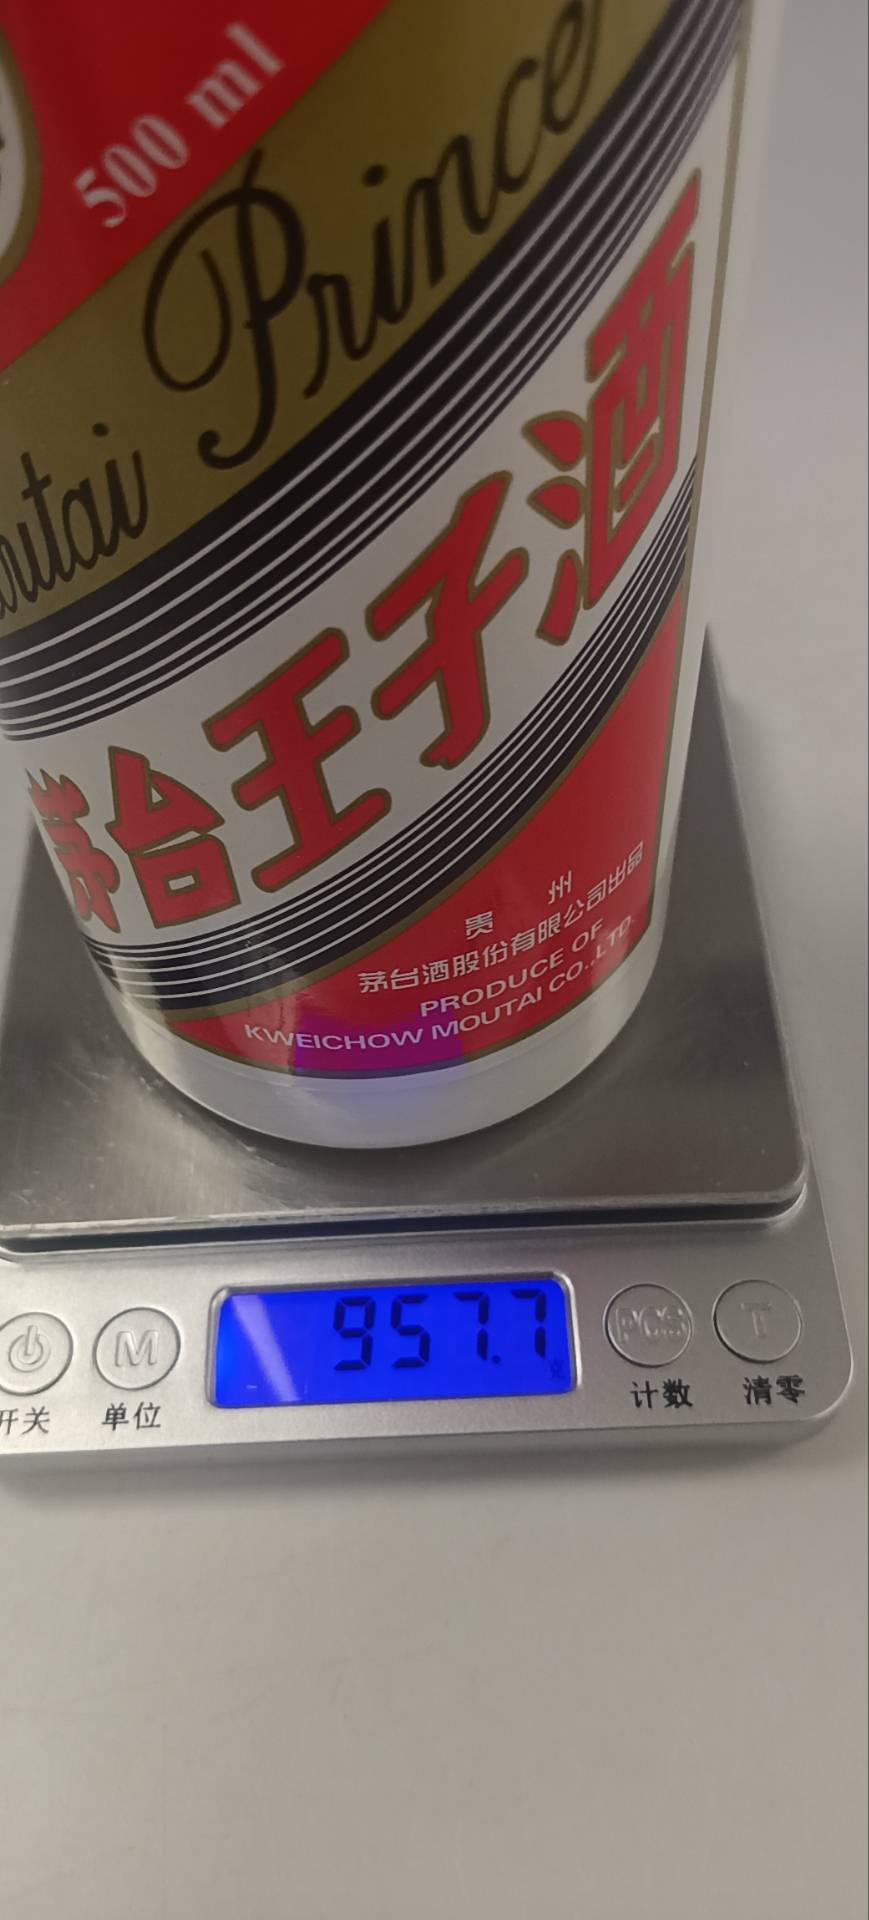 500 ml
Moutai Prince
茅台王子酒
贵州
茅台酒股份有限公司出品
PRODUCE OF
KWEICHOW MOUTAI CO.,LTD.
957.7
克
M
PCS
T
开关
单位
计数
清零